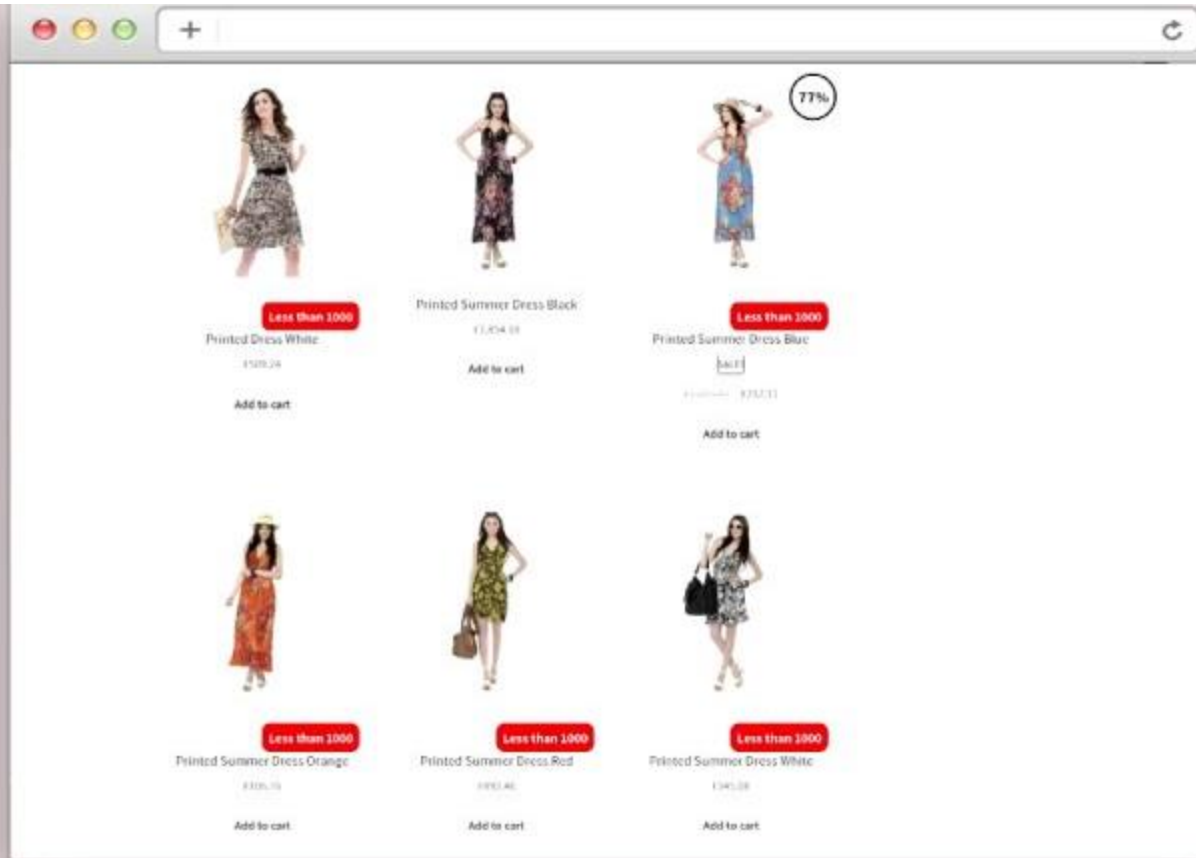 77%
Less than 1000
Printed Dress White
Add to cart
Printed Summer Dress Black
Add to cart
Less than 1000
Printed Summer Dress Blue
Add to cart
Less than 1000
Printed Summer Dress Orange
Add to cart
Less than 1000
Printed Summer Dress Red
Add to cart
Less than 1000
Printed Summer Dress White
Add to cart